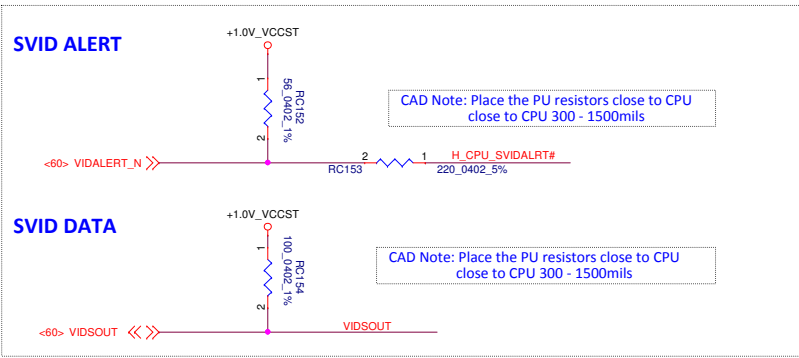 +1.0V_VCCST
SVID ALERT
1
RC152
56_0402_1%
2
CAD Note: Place the PU resistors close to CPU
close to CPU 300 - 1500mils
<60> VIDALERT_N
2
1
H_CPU_SVIDALRT#
RC153
220_0402_5%
+1.0V_VCCST
SVID DATA
1
RC154
100_0402_1%
2
CAD Note: Place the PU resistors close to CPU
close to CPU 300 - 1500mils
<60> VIDSOUT
VIDSOUT